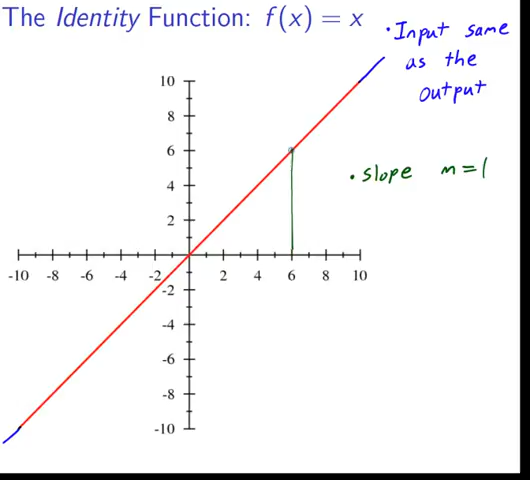 The Identity Function: f(x) = x
· Input same
as the
output
· slope m=1
10
8
6
4
2
-10 -8 -6 -4 -2 2 4 6 8 10
-2
-4
-6
-8
-10